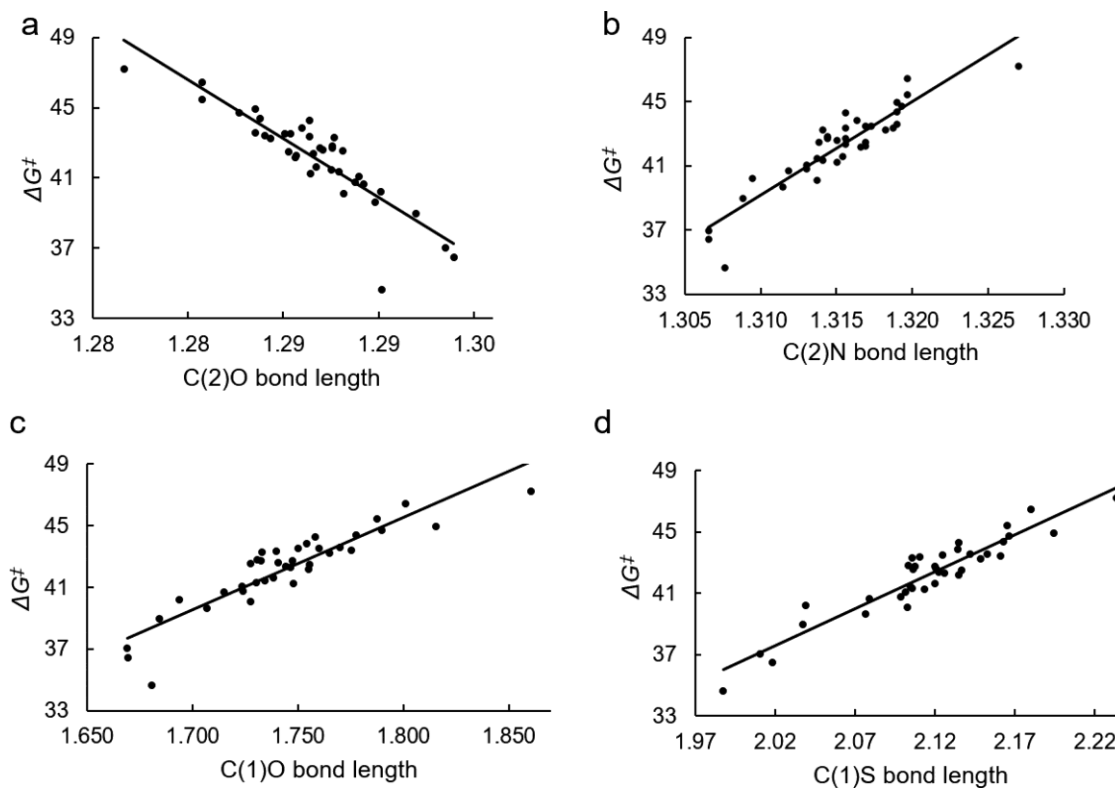 a
49
45
41
37
33
ΔG‡
1.28 1.28 1.29 1.29 1.30
C(2)O bond length
b
49
45
41
37
33
ΔG‡
1.305 1.310 1.315 1.320 1.325 1.330
C(2)N bond length
c
49
45
41
37
33
ΔG‡
1.650 1.700 1.750 1.800 1.850
C(1)O bond length
d
49
45
41
37
33
ΔG‡
1.97 2.02 2.07 2.12 2.17 2.22
C(1)S bond length